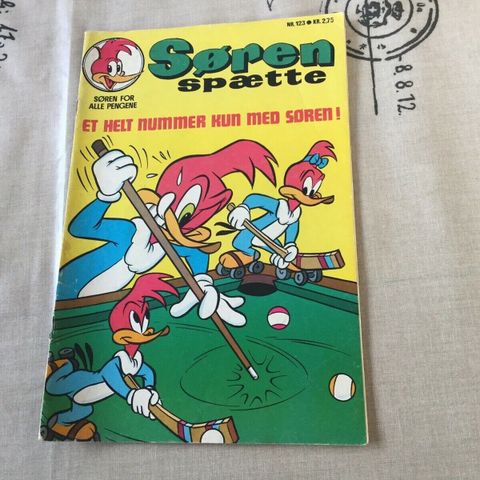 NR. 123 ● KR. 2.75
Søren
spætte
SØREN FOR
ALLE PENGENE
ET HELT NUMMER KUN MED SØREN!
8.8.12.